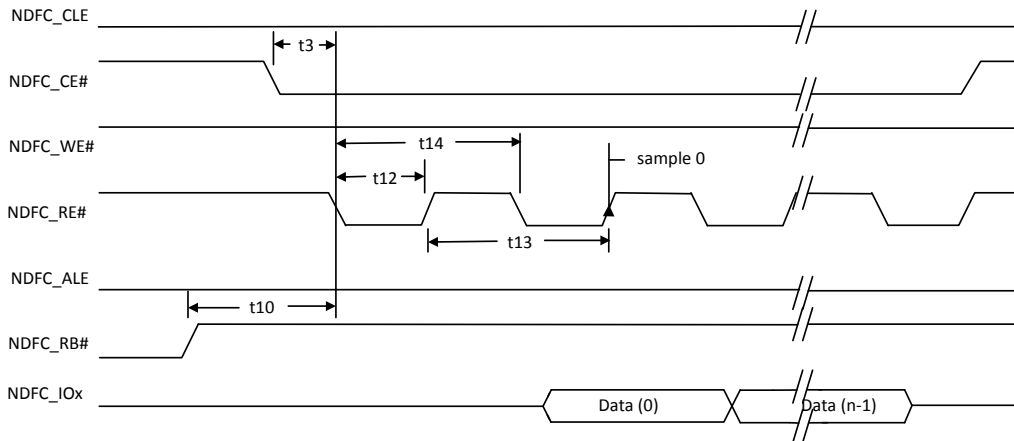 NDFC_CLE
t3
NDFC_CE#
NDFC_WE#
t14
sample 0
t12
NDFC_RE#
t13
NDFC_ALE
t10
NDFC_RB#
NDFC_IOx
Data (0)
Data (n-1)